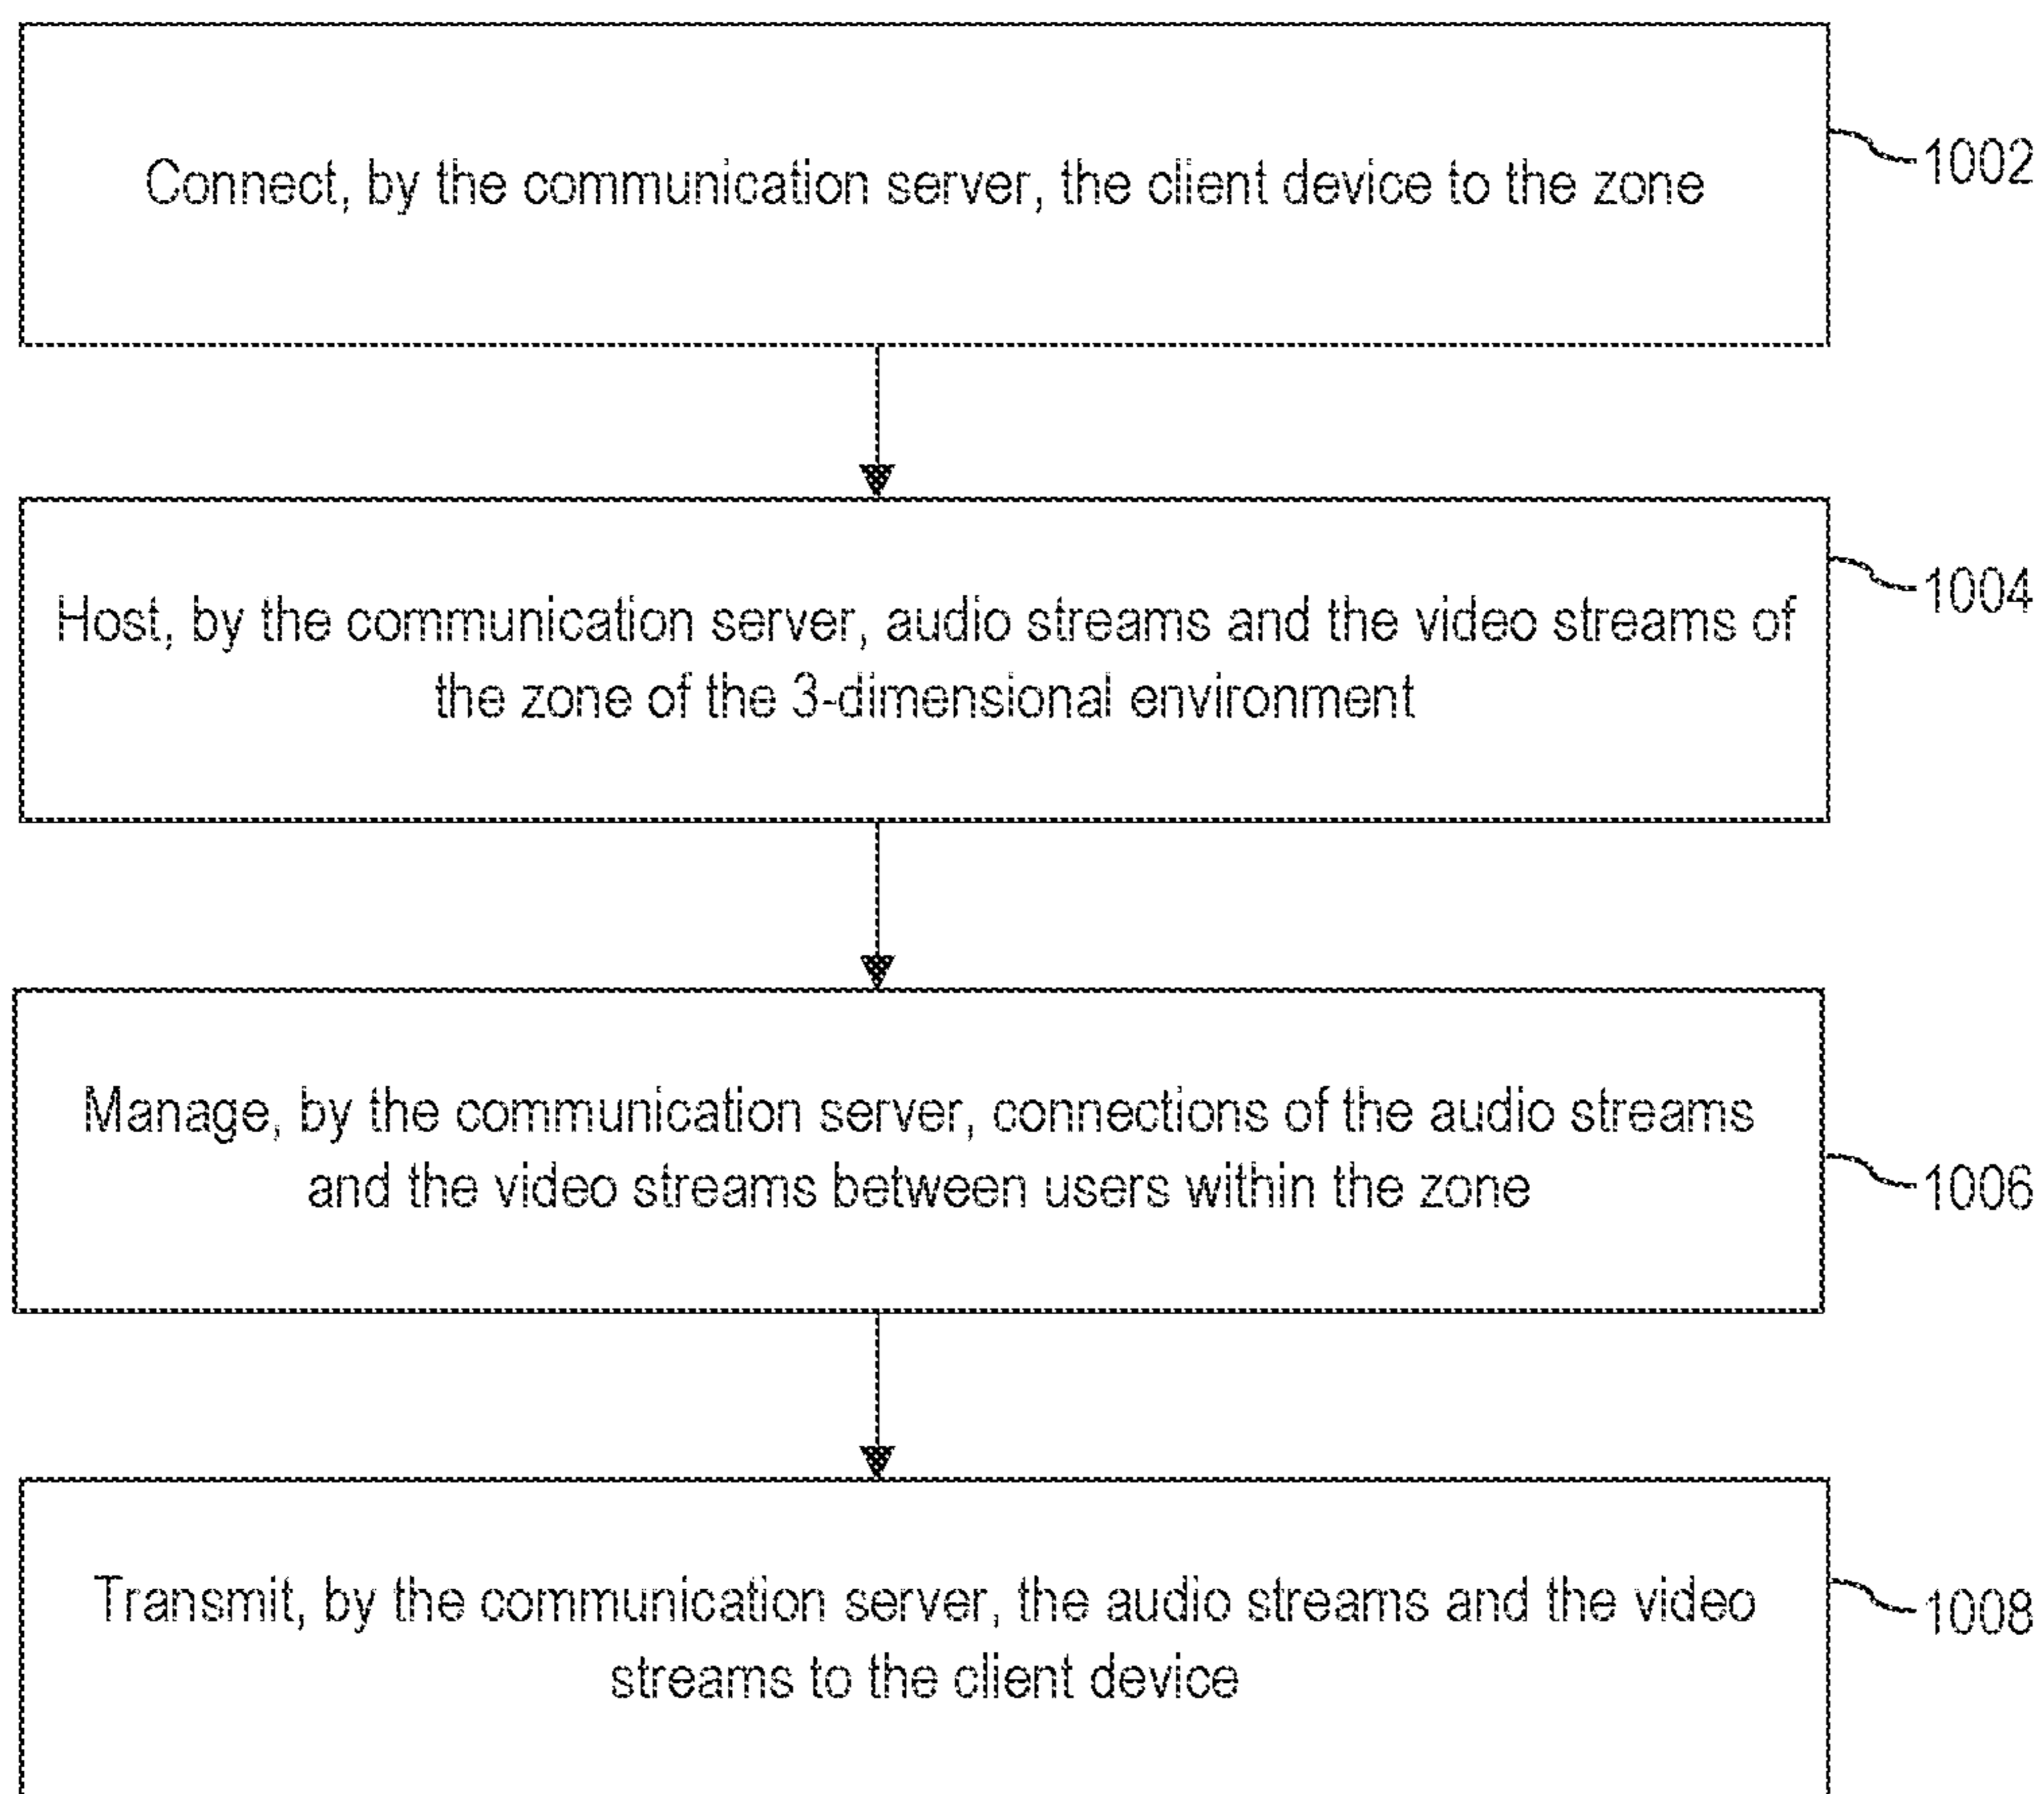 Connect, by the communication server, the client device to the zone
1002
Host, by the communication server, audio streams and the video streams of
the zone of the 3-dimensional environment
1004
Manage, by the communication server, connections of the audio streams
and the video streams between users within the zone
1006
Transmit, by the communication server, the audio streams and the video
streams to the client device
1008